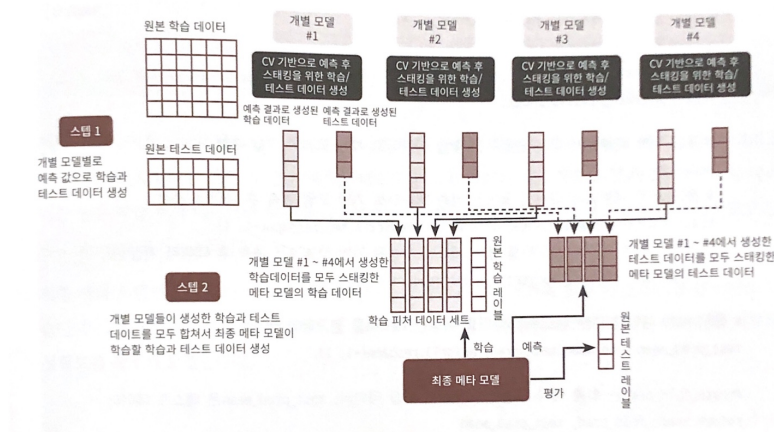 원본 학습 데이터
개별 모델
#1
개별 모델
#2
개별 모델
#3
개별 모델
#4
CV 기반으로 예측 후
스태킹을 위한 학습/
테스트 데이터 생성
CV 기반으로 예측 후
스태킹을 위한 학습/
테스트 데이터 생성
CV 기반으로 예측 후
스태킹을 위한 학습/
테스트 데이터 생성
CV 기반으로 예측 후
스태킹을 위한 학습/
테스트 데이터 생성
예측 결과로 생성된
학습 데이터
예측 결과로 생성된
테스트 데이터
스텝 1
개별 모델별로
예측 값으로 학습과
테스트 데이터 생성
원본 테스트 데이터
개별 모델 #1 ~ #4에서 생성한
학습데이터를 모두 스태킹한
메타 모델의 학습 데이터
원본 학습 레이블
개별 모델 #1 ~ #4에서 생성한
테스트 데이터를 모두 스태킹한
메타 모델의 테스트 데이터
스텝 2
개별 모델들이 생성한 학습과 테스트
데이트를 모두 합쳐서 최종 메타 모델이
학습할 학습과 테스트 데이터 생성
학습 피처 데이터 세트
학습
예측
원본 테스트 레이블
최종 메타 모델
평가